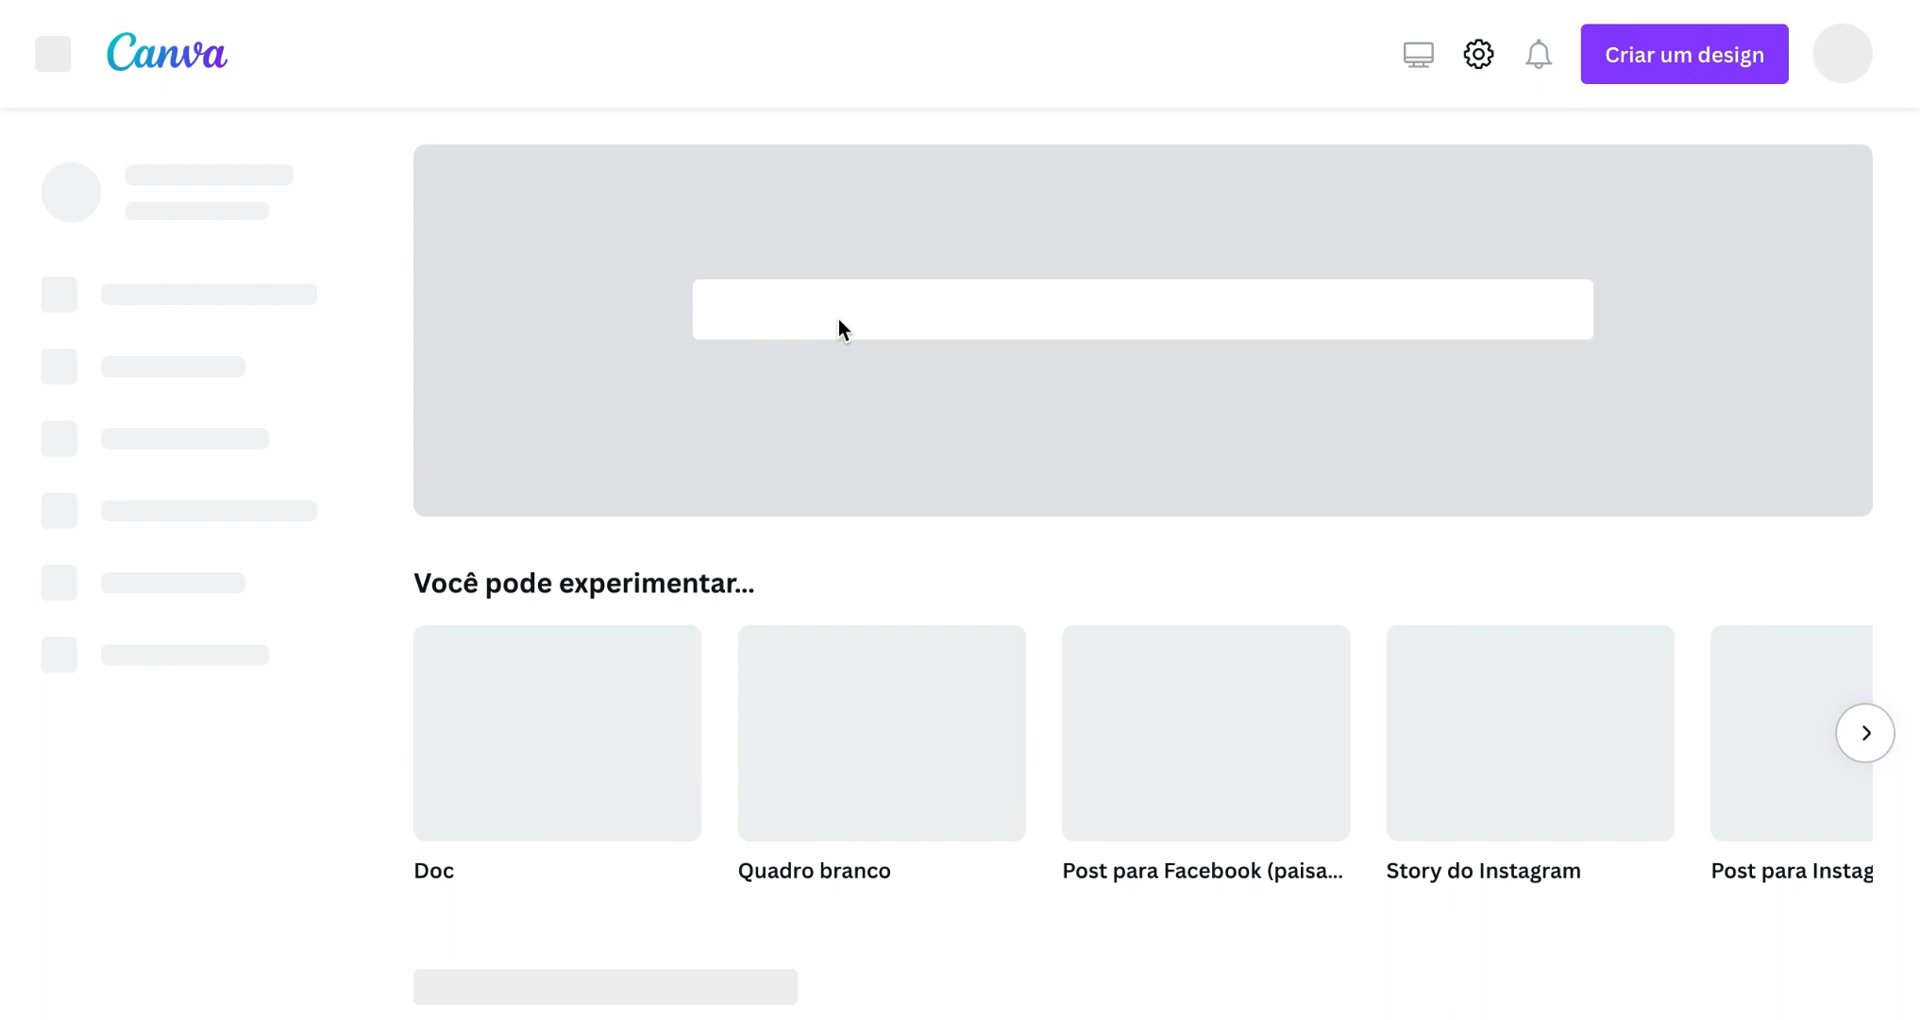 Canva
Criar um design
Você pode experimentar...
Doc
Quadro branco
Post para Facebook (paisa...
Story do Instagram
Post para Instag